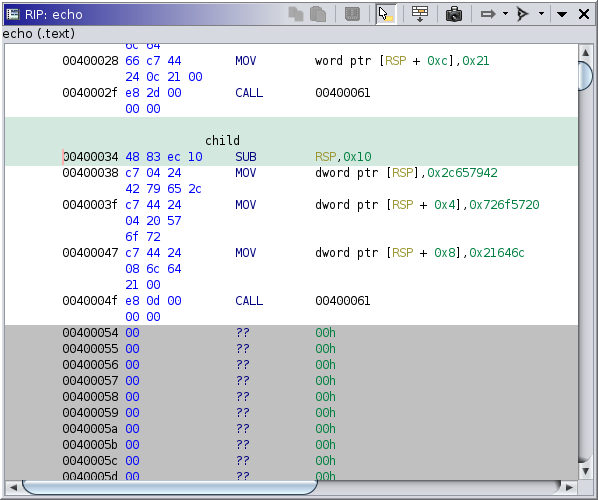 RIP: echo
echo (.text)
6c 64
00400028 66 c7 44 MOV word ptr [RSP + 0xc],0x21
24 0c 21 00
0040002f e8 2d 00 CALL 00400061
00 00
child
00400034 48 83 ec 10 SUB RSP,0x10
00400038 c7 04 24 MOV dword ptr [RSP],0x2c657942
42 79 65 2c
0040003f c7 44 24 MOV dword ptr [RSP + 0x4],0x726f5720
04 20 57
6f 72
00400047 c7 44 24 MOV dword ptr [RSP + 0x8],0x21646c
08 6c 64
21 00
0040004f e8 0d 00 CALL 00400061
00 00
00400054 00 ?? 00h
00400055 00 ?? 00h
00400056 00 ?? 00h
00400057 00 ?? 00h
00400058 00 ?? 00h
00400059 00 ?? 00h
0040005a 00 ?? 00h
0040005b 00 ?? 00h
0040005c 00 ?? 00h
0040005d 00 ?? 00h